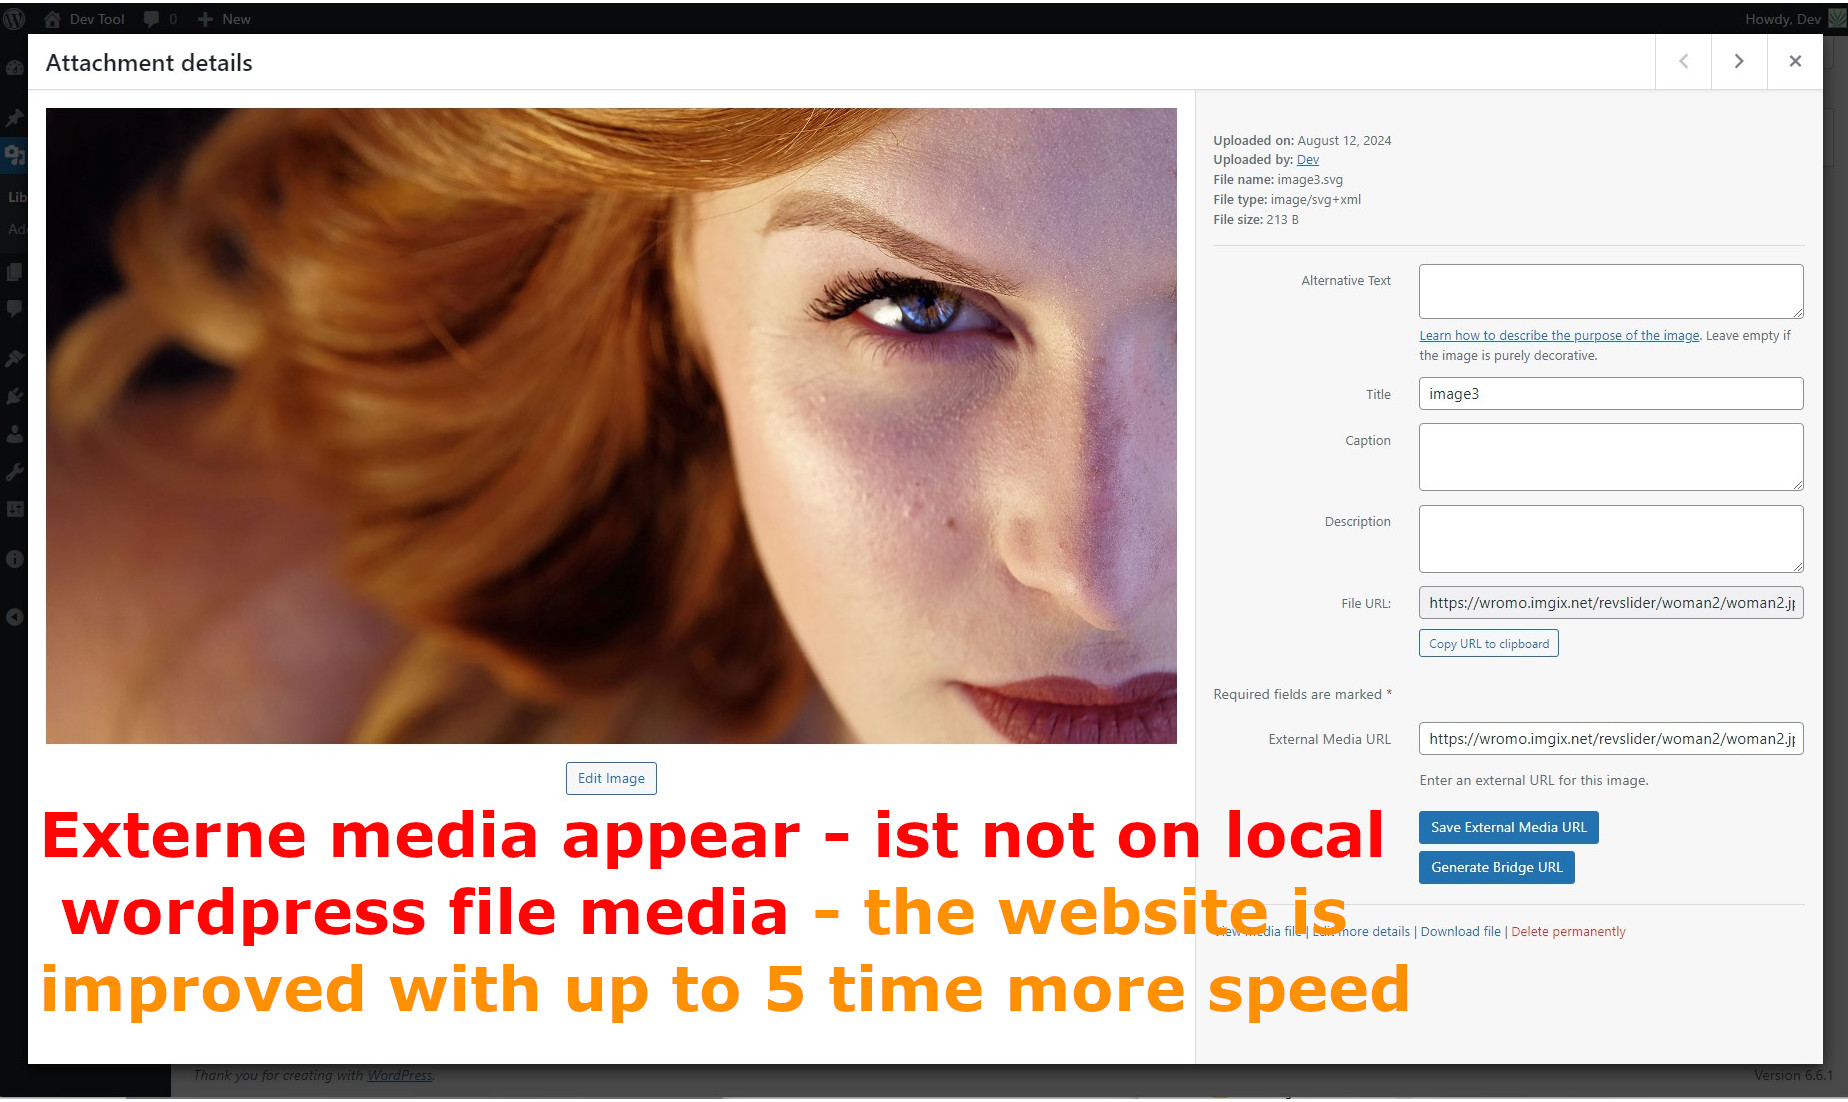 Dev Tool 0 New Howdy, Dev
Attachment details
Lib
Uploaded on: August 12, 2024
Uploaded by: Dev
File name: image3.svg
File type: image/svg+xml
File size: 213 B
Alternative Text
Learn how to describe the purpose of the image. Leave empty if
the image is purely decorative.
Title image3
Caption
Description
File URL: https://wromo.imgix.net/revslider/woman2/woman2.jp
Copy URL to clipboard
Required fields are marked *
External Media URL https://wromo.imgix.net/revslider/woman2/woman2.jp
Enter an external URL for this image.
Save External Media URL
Generate Bridge URL
View media file | Edit more details | Download file | Delete permanently
Edit Image
Externe media appear - ist not on local
wordpress file media - the website is
improved with up to 5 time more speed
Thank you for creating with WordPress. Version 6.6.1